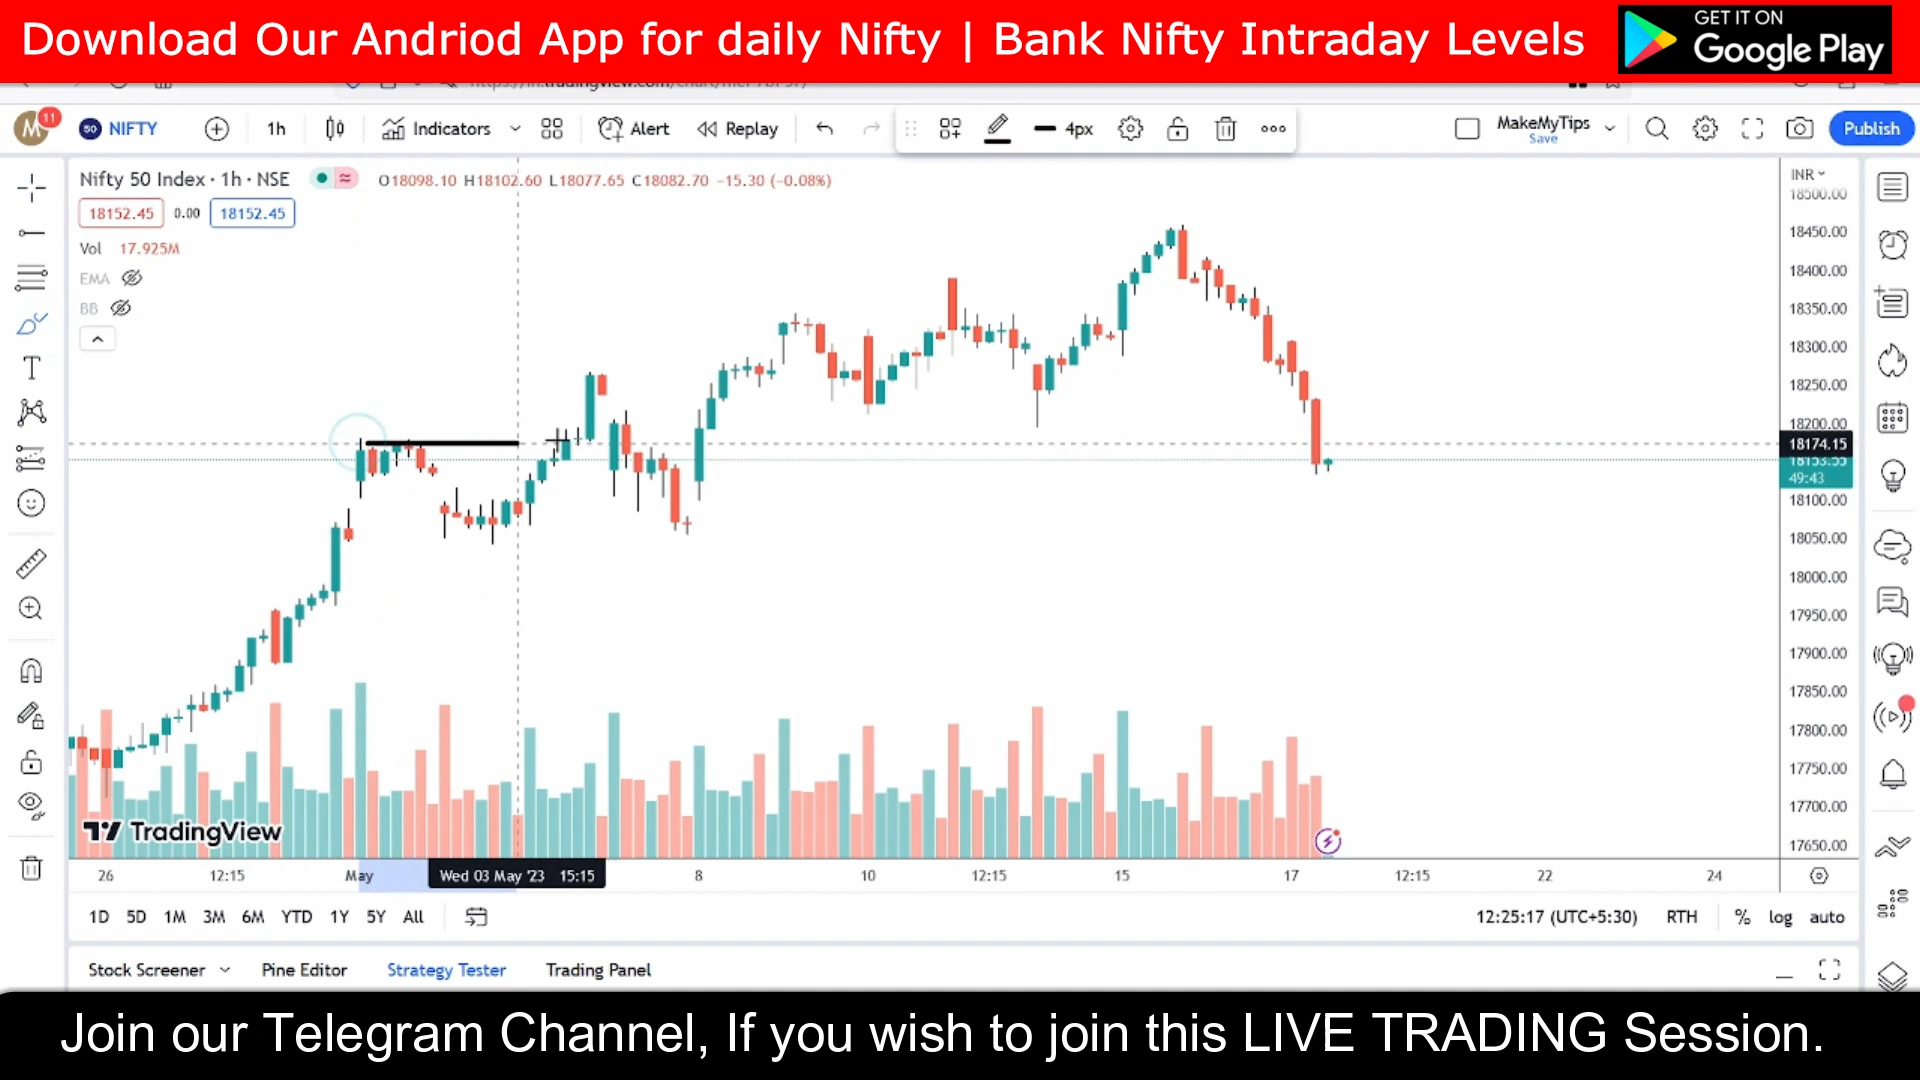 Download Our Andriod App for daily Nifty | Bank Nifty Intraday Levels
GET IT ON
Google Play
M 11
50 NIFTY
1h
Indicators
Alert
Replay
4px
MakeMyTips
Save
Publish
Nifty 50 Index · 1h · NSE
O18098.10 H18102.60 L18077.65 C18082.70 −15.30 (−0.08%)
18152.45 0.00 18152.45
Vol 17.925M
EMA
BB
INR
18500.00
18450.00
18400.00
18350.00
18300.00
18250.00
18200.00
18174.15
18153.55
49:43
18100.00
18050.00
18000.00
17950.00
17900.00
17850.00
17800.00
17750.00
17700.00
17650.00
TradingView
26 12:15 May Wed 03 May '23 15:15 8 10 12:15 15 17 12:15 22 24
1D 5D 1M 3M 6M YTD 1Y 5Y All
12:25:17 (UTC+5:30) RTH % log auto
Stock Screener Pine Editor Strategy Tester Trading Panel
Join our Telegram Channel, If you wish to join this LIVE TRADING Session.